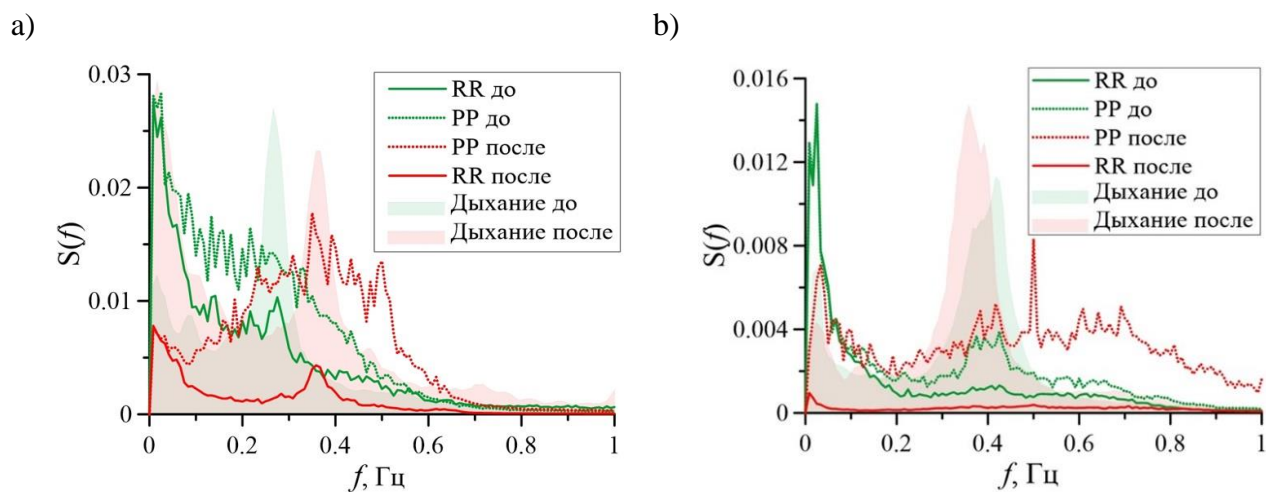 a)
b)
0.03
0.02
0.01
0
S(f)
RR до
PP до
PP после
RR после
Дыхание до
Дыхание после
0 0.2 0.4 0.6 0.8 1
f, Гц
0.016
0.012
0.008
0.004
0
S(f)
RR до
PP до
PP после
RR после
Дыхание до
Дыхание после
0 0.2 0.4 0.6 0.8 1
f, Гц